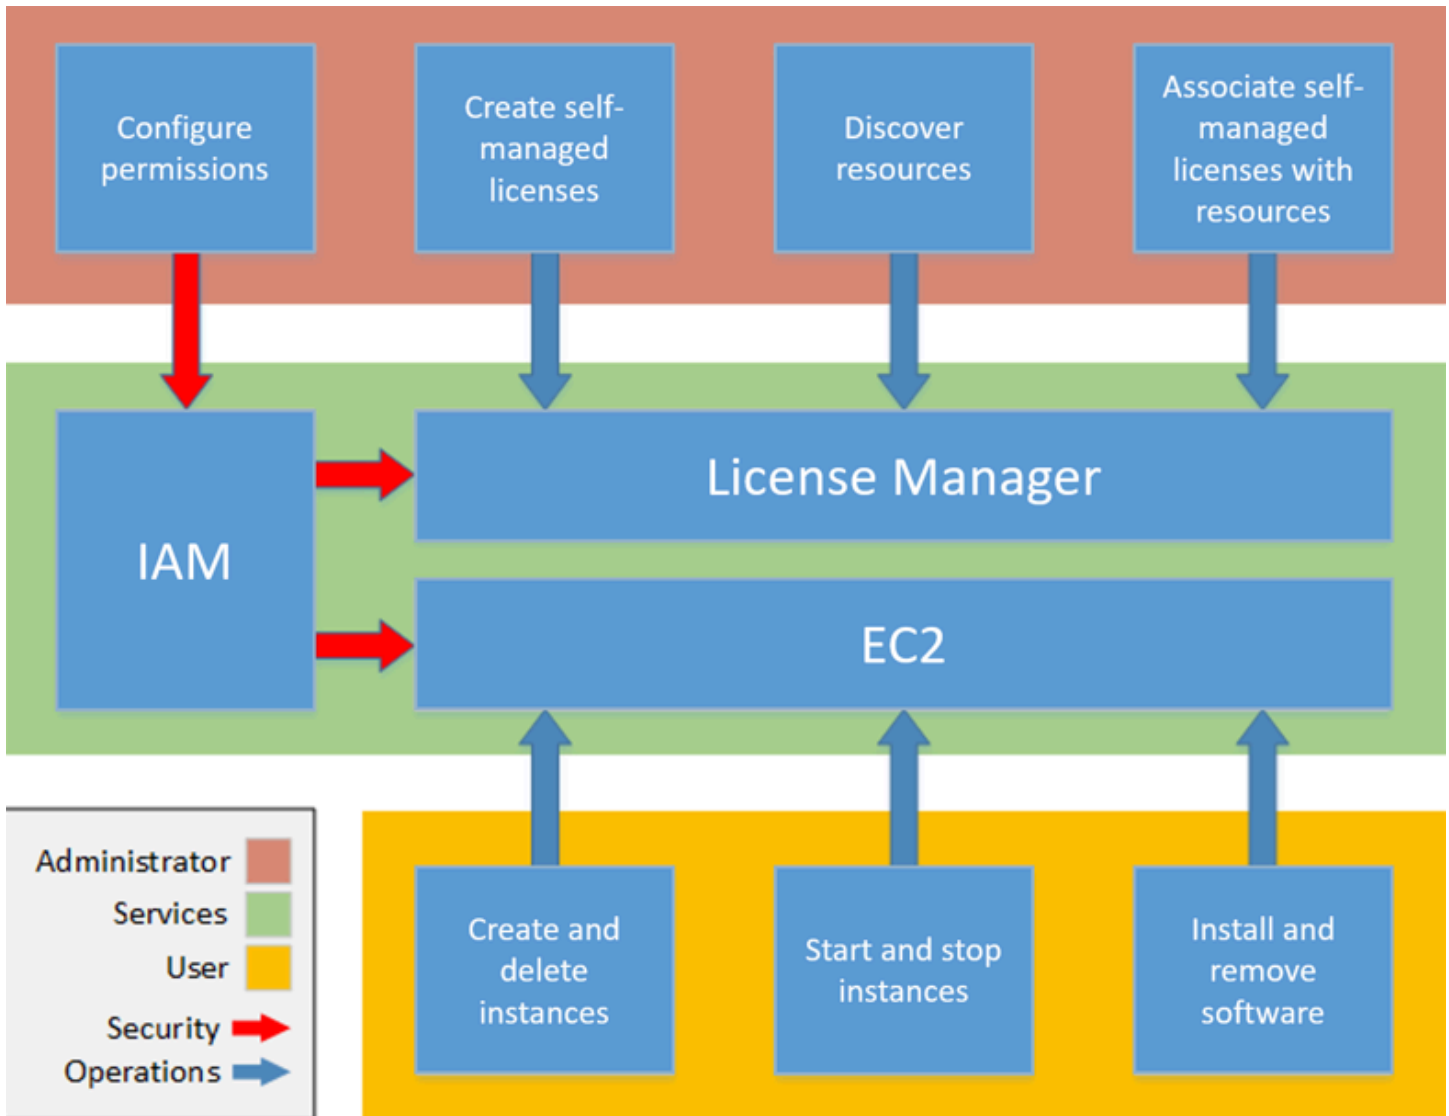 Configure
permissions
Create self-
managed
licenses
Discover
resources
Associate self-
managed
licenses with
resources
IAM
License Manager
EC2
Administrator
Services
User
Security
Operations
Create and
delete
instances
Start and stop
instances
Install and
remove
software